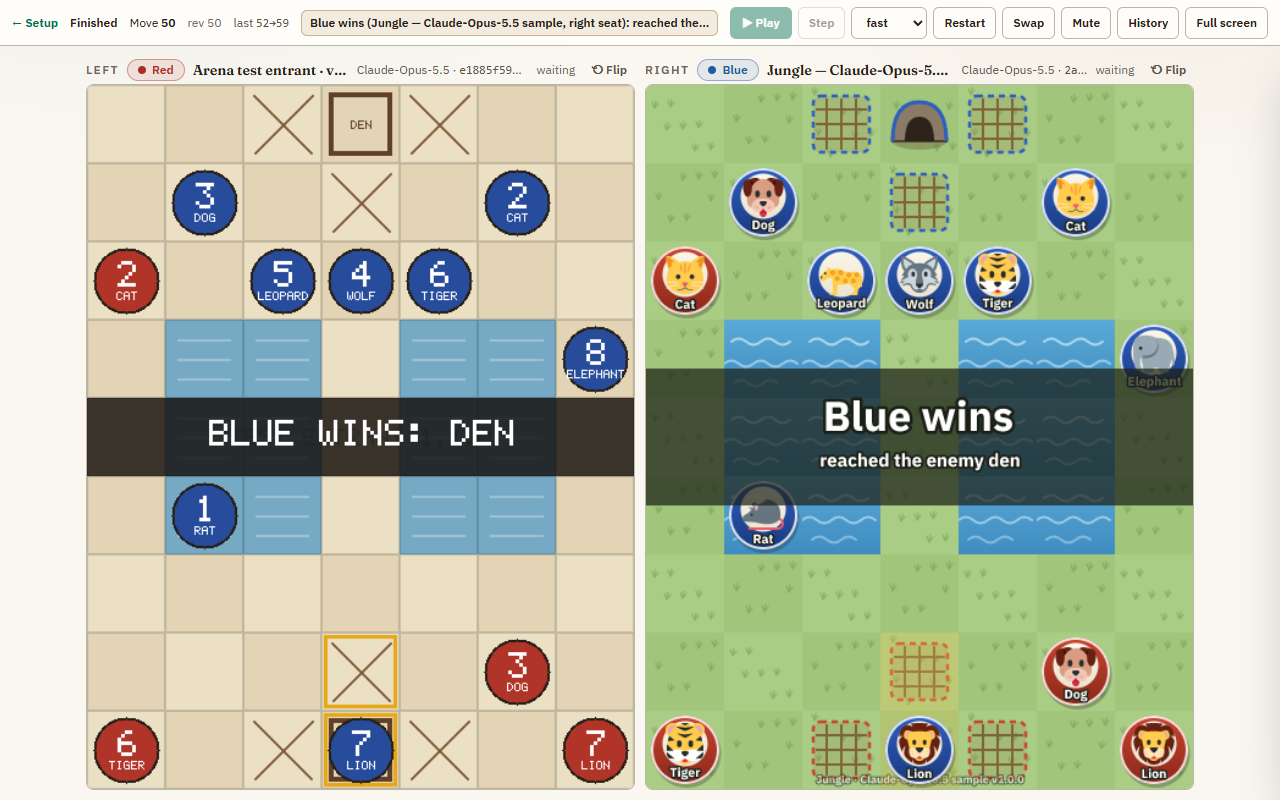 ← Setup Finished Move 50 rev 50 last 52→59 Blue wins (Jungle — Claude-Opus-5.5 sample, right seat): reached the... ▶ Play Step fast Restart Swap Mute History Full screen
LEFT Red Arena test entrant · v... Claude-Opus-5.5 · e1885f59... waiting Flip
RIGHT Blue Jungle — Claude-Opus-5.... Claude-Opus-5.5 · 2a... waiting Flip
DEN
3 DOG
2 CAT
2 CAT
5 LEOPARD
4 WOLF
6 TIGER
8 ELEPHANT
BLUE WINS: DEN
1 RAT
3 DOG
6 TIGER
7 LION
7 LION
Dog
Cat
Cat
Leopard
Wolf
Tiger
Elephant
Blue wins
reached the enemy den
Rat
Dog
Tiger
Lion
Lion